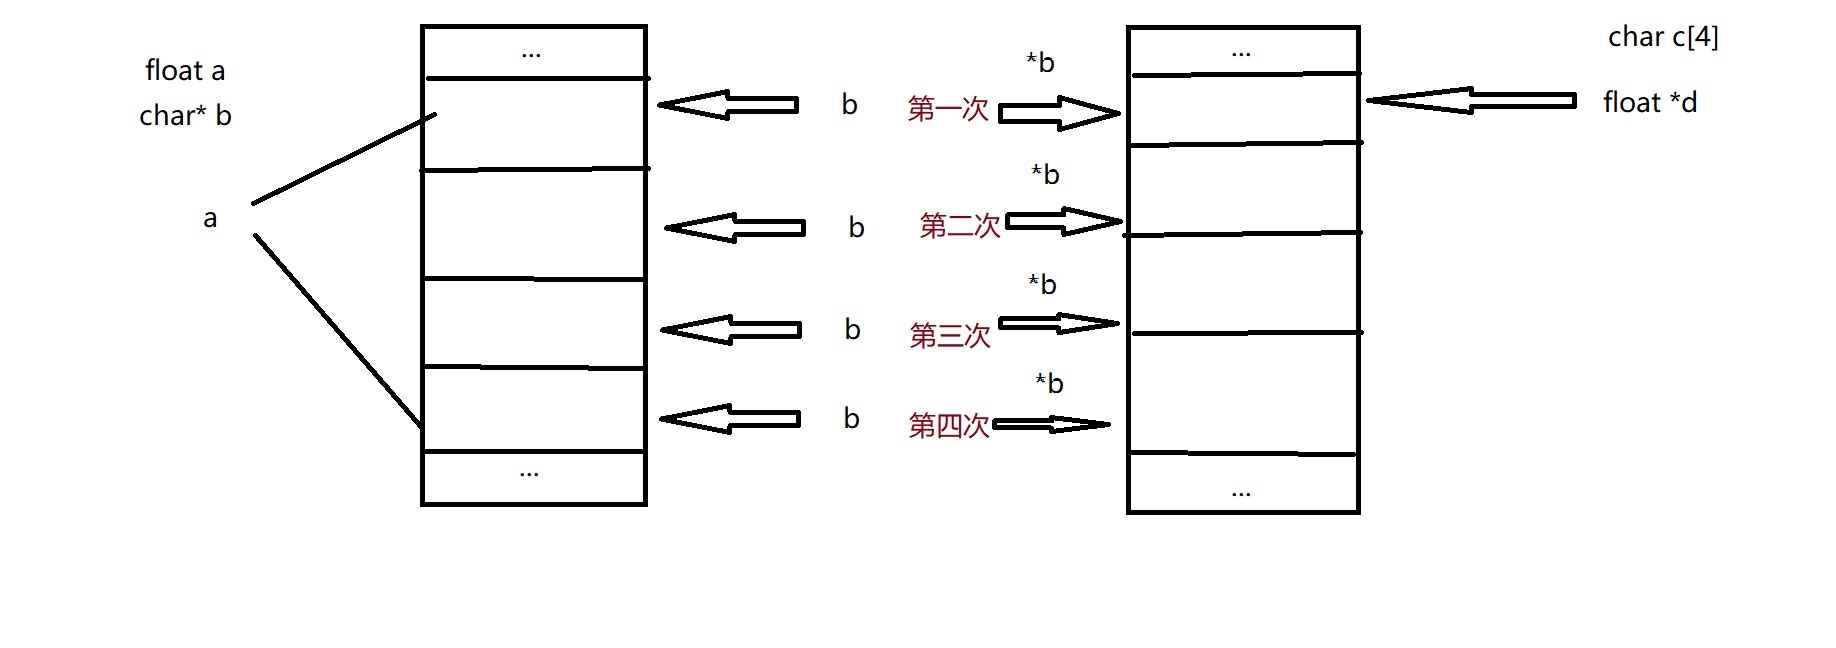 float a
char* b
a
...
...
b
b
b
b
第一次
第二次
第三次
第四次
*b
*b
*b
*b
...
...
char c[4]
float *d